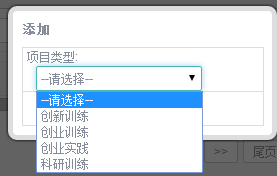 添加
项目类型:
--请选择--
--请选择--
创新训练
创业训练
创业实践
科研训练
>>
尾页